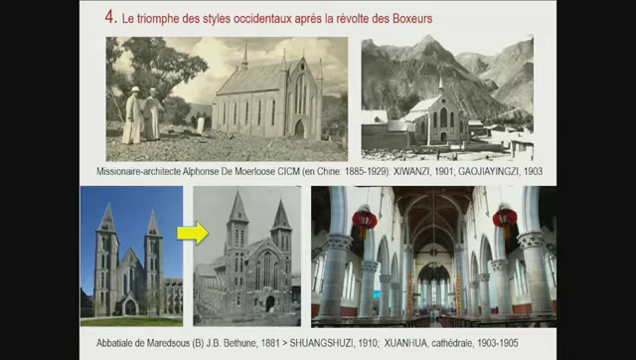 4. Le triomphe des styles occidentaux après la révolte des Boxeurs
Missionaire-architecte Alphonse De Moerloose CICM (en Chine: 1885-1929): XIWANZI, 1901; GAOJIAYINGZI, 1903
Abbatiale de Maredsous (B) J.B. Bethune, 1881 > SHUANGSHUZI, 1910; XUANHUA, cathédrale, 1903-1905